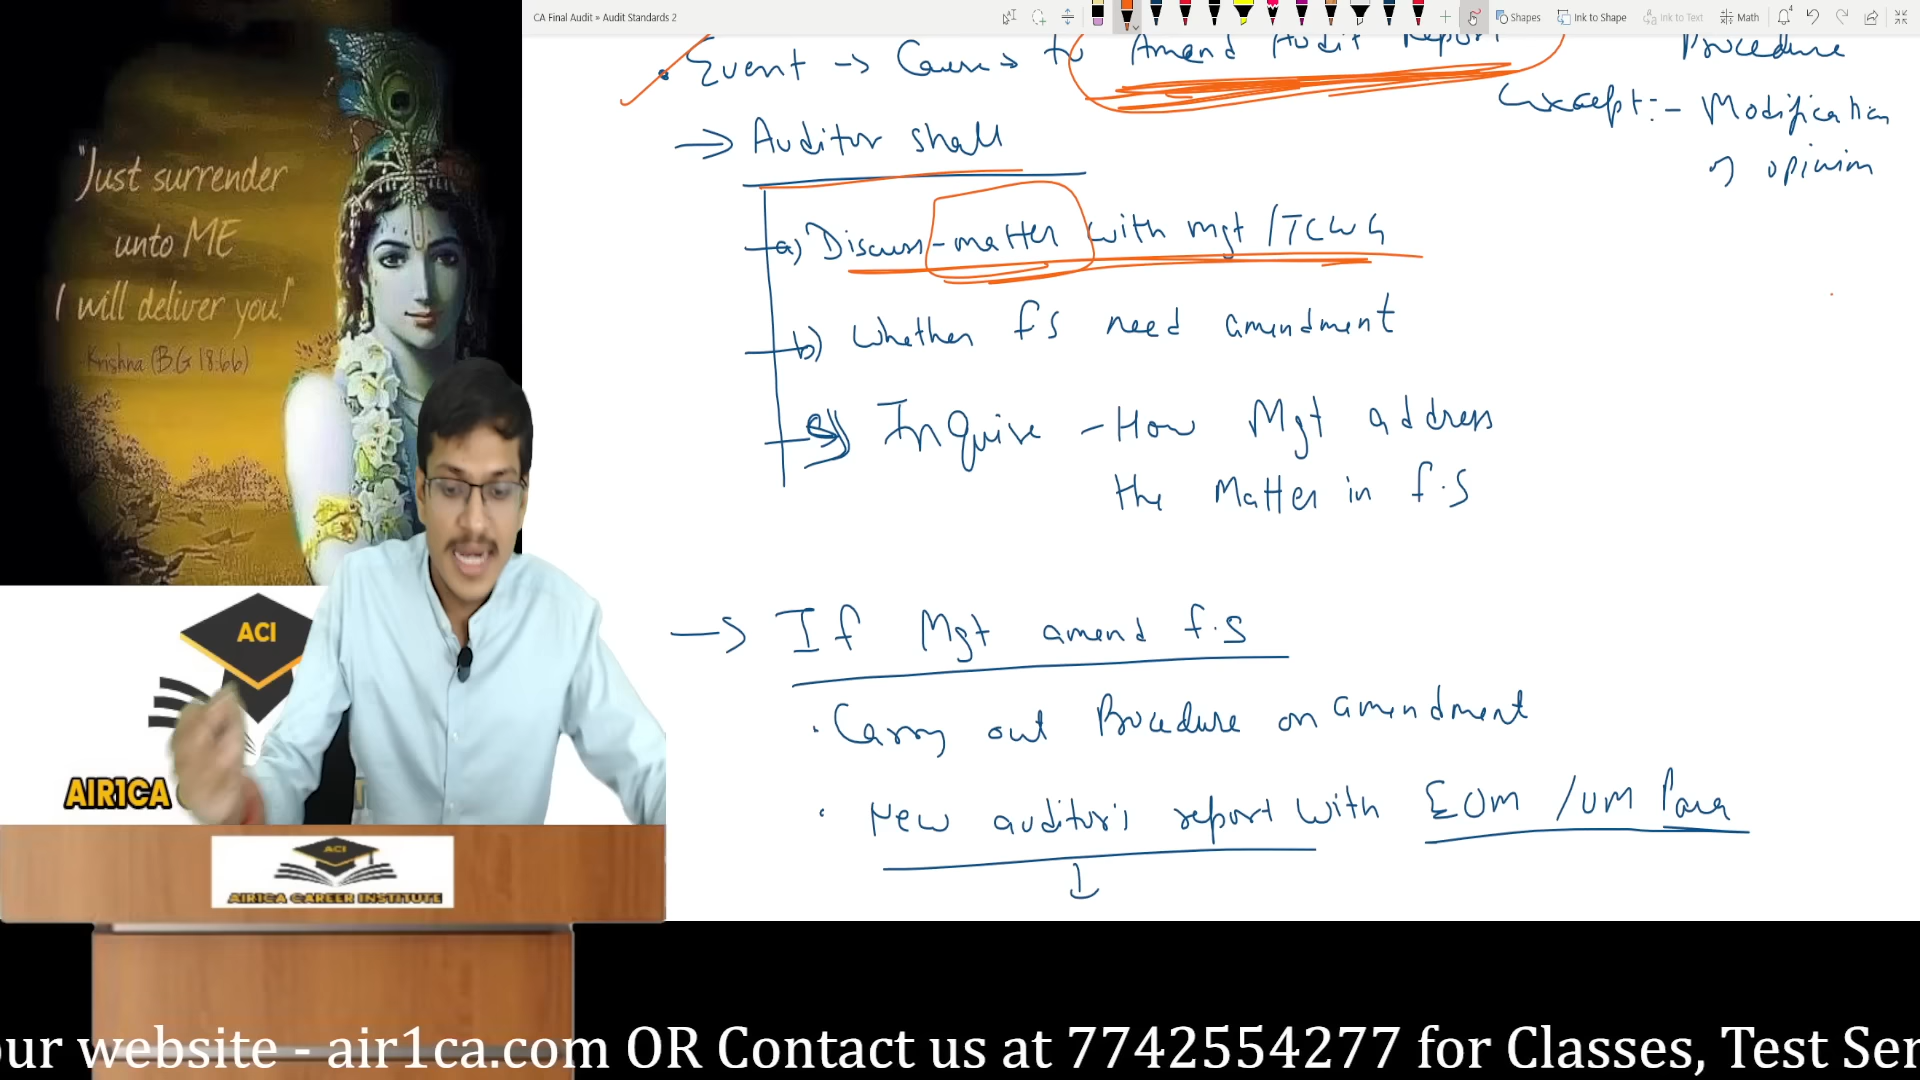 CA Final Audit » Audit Standards 2
Shapes
Ink to Shape
Ink to Text
Math
Event → Causes to Amend Audit Report
Procedure
Except:- Modification
of opinion
→ Auditor shall
a) Discuss-matter with mgt /TCWG
b) Whether fS need amendment
Inquire - How Mgt address
the Matter in f.S
→ If Mgt amend f.S
. Carry out Procedure on amendment
. New auditor's report with EOM /OM Para
"Just surrender
unto ME
I will deliver you!"
-Krishna (B.G 18:66)
ACI
AIR1CA
ACI
AIR1CA CAREER INSTITUTE
our website - air1ca.com OR Contact us at 7742554277 for Classes, Test Ser